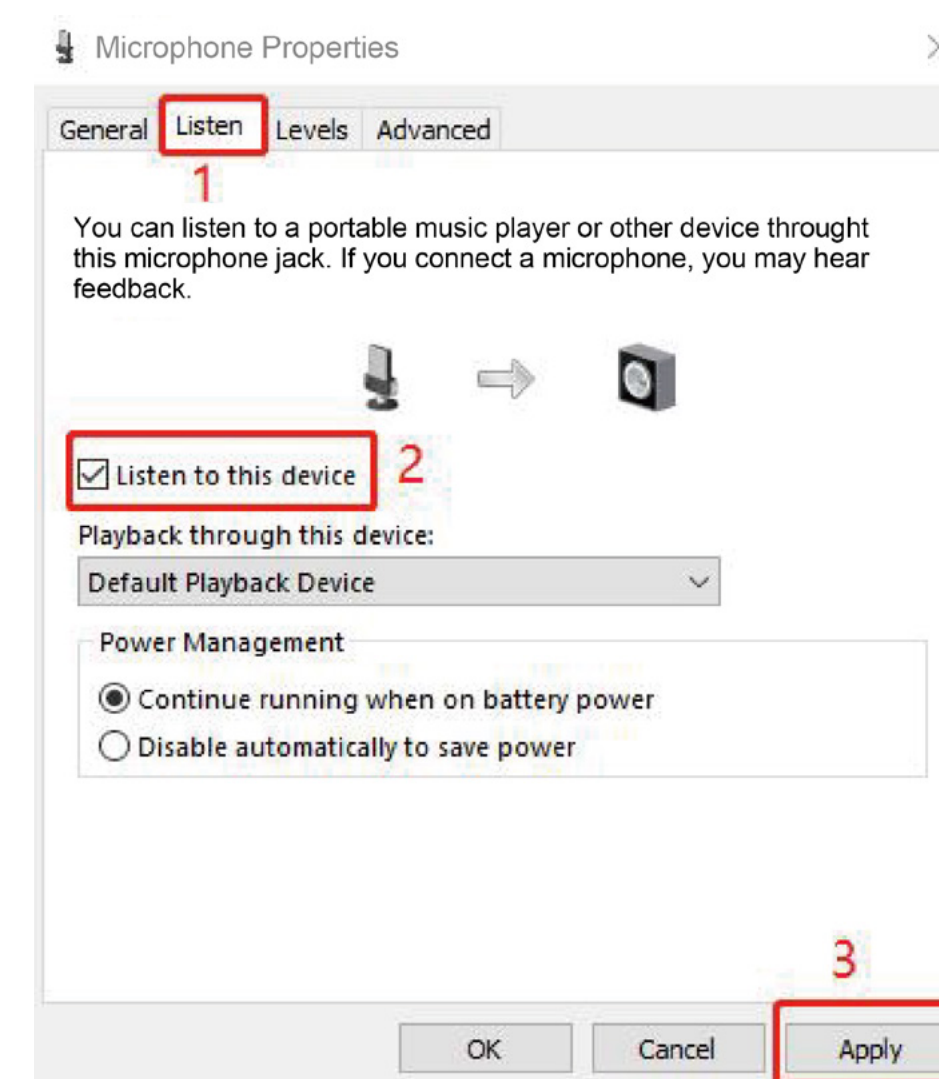 Microphone Properties
General Listen Levels Advanced
1
You can listen to a portable music player or other device throught
this microphone jack. If you connect a microphone, you may hear
feedback.
Listen to this device 2
Playback through this device:
Default Playback Device
Power Management
Continue running when on battery power
Disable automatically to save power
3
OK Cancel Apply